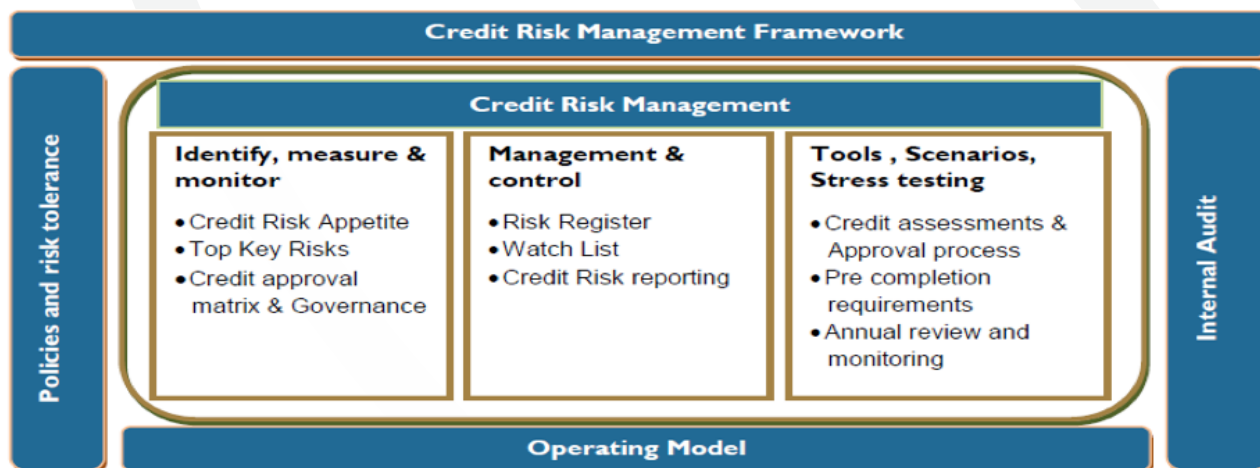 Credit Risk Management Framework
Policies and risk tolerance
Credit Risk Management
Identify, measure &
monitor
• Credit Risk Appetite
• Top Key Risks
• Credit approval
matrix & Governance
Management &
control
• Risk Register
• Watch List
• Credit Risk reporting
Tools , Scenarios,
Stress testing
• Credit assessments &
Approval process
• Pre completion
requirements
• Annual review and
monitoring
Internal Audit
Operating Model